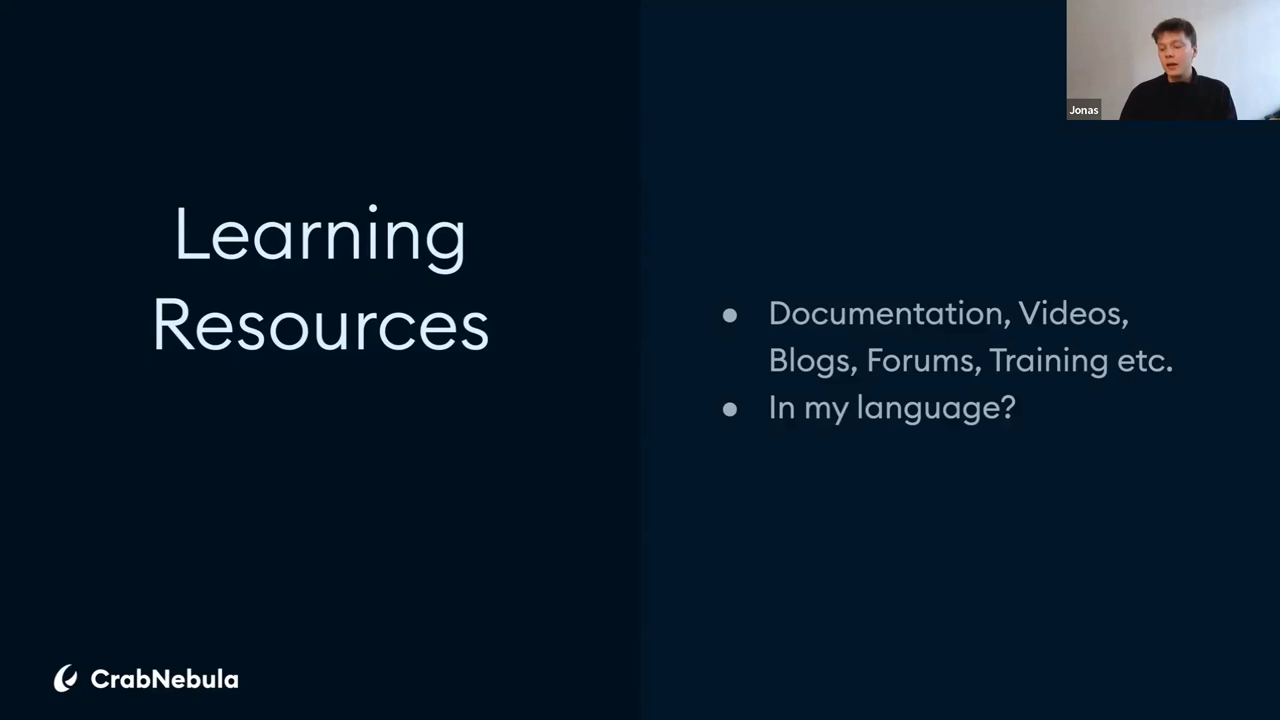 Jonas
Learning
Resources
● Documentation, Videos,
Blogs, Forums, Training etc.
● In my language?
CrabNebula